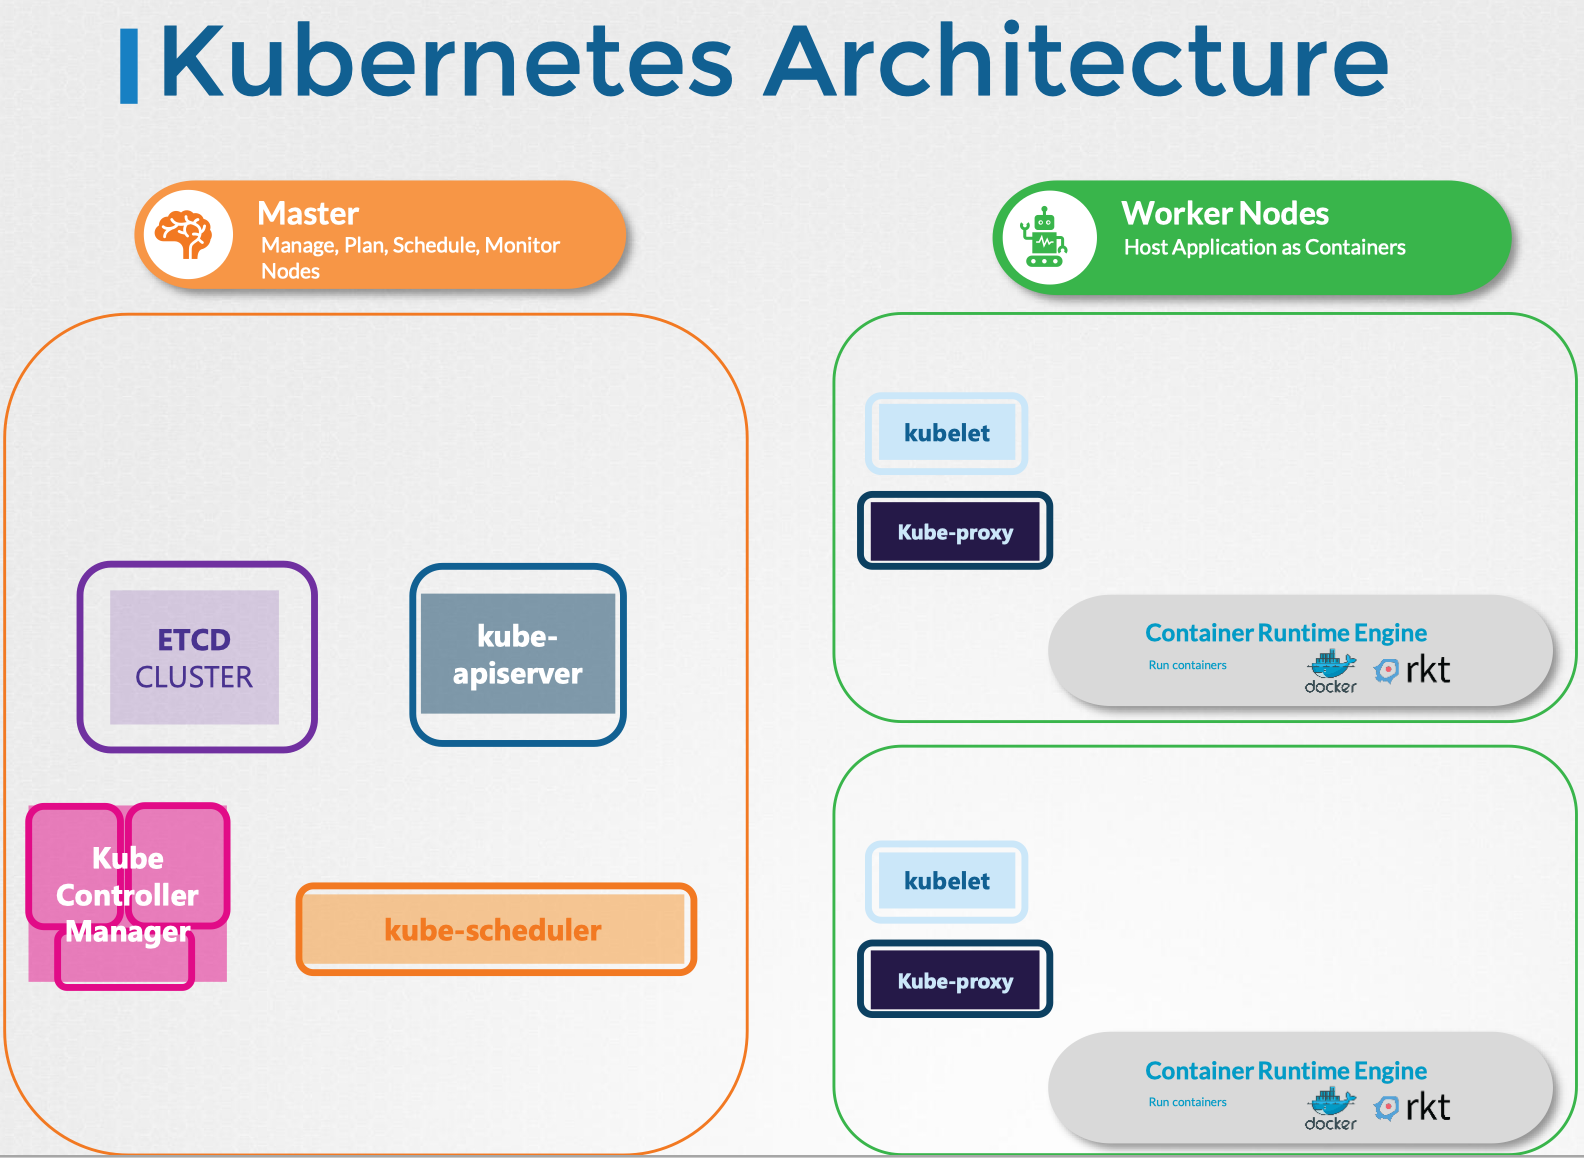 Kubernetes Architecture
Master
Manage, Plan, Schedule, Monitor
Nodes
ETCD
CLUSTER
kube-
apiserver
Kube
Controller
Manager
kube-scheduler
Worker Nodes
Host Application as Containers
kubelet
Kube-proxy
Container Runtime Engine
Run containers
docker
rkt
kubelet
Kube-proxy
Container Runtime Engine
Run containers
docker
rkt